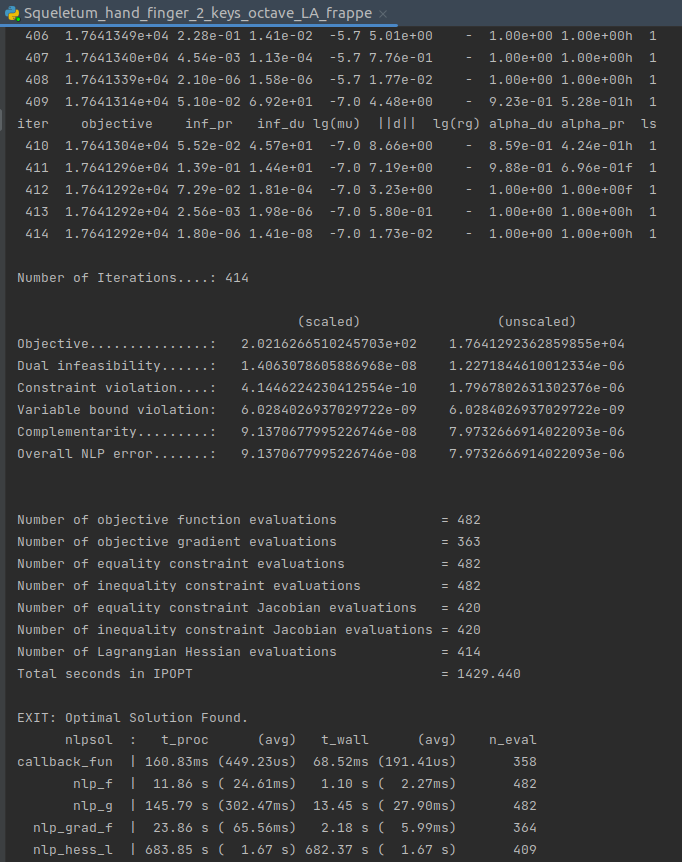 Squeletum_hand_finger_2_keys_octave_LA_frappe ×
406 1.7641349e+04 2.28e-01 1.41e-02 -5.7 5.01e+00 - 1.00e+00 1.00e+00h 1
407 1.7641340e+04 4.54e-03 1.13e-04 -5.7 7.76e-01 - 1.00e+00 1.00e+00h 1
408 1.7641339e+04 2.10e-06 1.58e-06 -5.7 1.77e-02 - 1.00e+00 1.00e+00h 1
409 1.7641314e+04 5.10e-02 6.92e+01 -7.0 4.48e+00 - 9.23e-01 5.28e-01h 1
iter objective inf_pr inf_du lg(mu) ||d|| lg(rg) alpha_du alpha_pr ls
410 1.7641304e+04 5.52e-02 4.57e+01 -7.0 8.66e+00 - 8.59e-01 4.24e-01h 1
411 1.7641296e+04 1.39e-01 1.44e+01 -7.0 7.19e+00 - 9.88e-01 6.96e-01f 1
412 1.7641292e+04 7.29e-02 1.81e-04 -7.0 3.23e+00 - 1.00e+00 1.00e+00f 1
413 1.7641292e+04 2.56e-03 1.98e-06 -7.0 5.80e-01 - 1.00e+00 1.00e+00h 1
414 1.7641292e+04 1.80e-06 1.41e-08 -7.0 1.73e-02 - 1.00e+00 1.00e+00h 1
Number of Iterations....: 414
(scaled) (unscaled)
Objective...............: 2.0216266510245703e+02 1.7641292362859855e+04
Dual infeasibility......: 1.4063078605886968e-08 1.2271844610012334e-06
Constraint violation....: 4.1446224230412554e-10 1.7967802631302376e-06
Variable bound violation: 6.0284026937029722e-09 6.0284026937029722e-09
Complementarity.........: 9.1370677995226746e-08 7.9732666914022093e-06
Overall NLP error.......: 9.1370677995226746e-08 7.9732666914022093e-06
Number of objective function evaluations = 482
Number of objective gradient evaluations = 363
Number of equality constraint evaluations = 482
Number of inequality constraint evaluations = 482
Number of equality constraint Jacobian evaluations = 420
Number of inequality constraint Jacobian evaluations = 420
Number of Lagrangian Hessian evaluations = 414
Total seconds in IPOPT = 1429.440
EXIT: Optimal Solution Found.
nlpsol : t_proc (avg) t_wall (avg) n_eval
callback_fun | 160.83ms (449.23us) 68.52ms (191.41us) 358
nlp_f | 11.86 s ( 24.61ms) 1.10 s ( 2.27ms) 482
nlp_g | 145.79 s (302.47ms) 13.45 s ( 27.90ms) 482
nlp_grad_f | 23.86 s ( 65.56ms) 2.18 s ( 5.99ms) 364
nlp_hess_l | 683.85 s ( 1.67 s) 682.37 s ( 1.67 s) 409